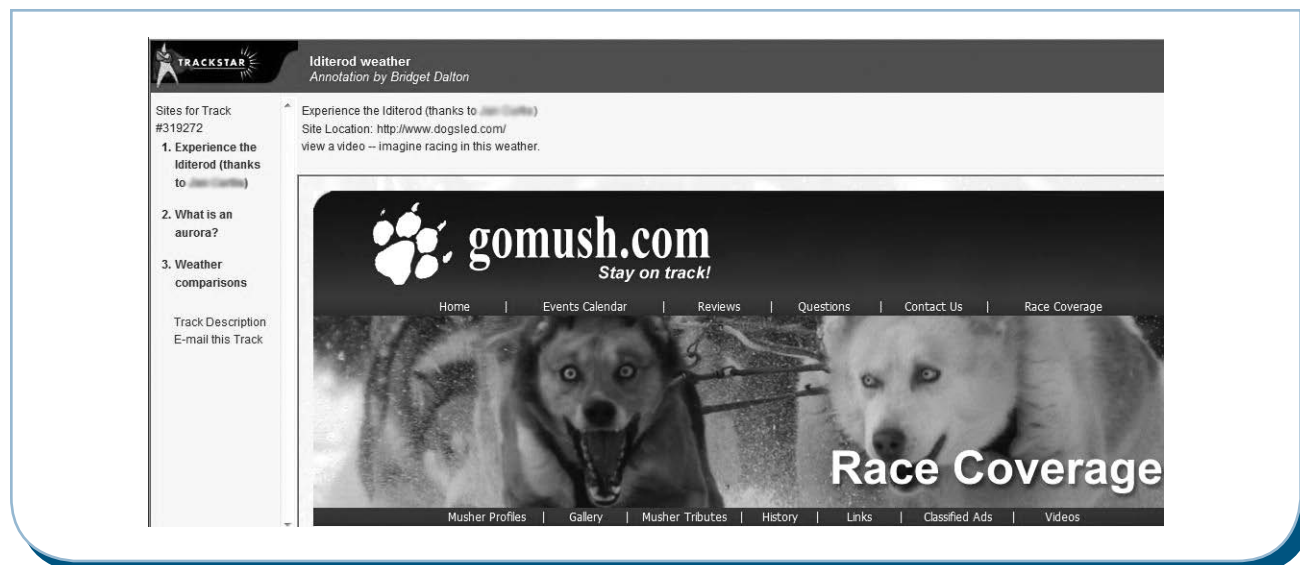 TRACKSTAR
Iditerod weather
Annotation by Bridget Dalton
Sites for Track
#319272
1. Experience the
Iditerod (thanks
to )
2. What is an
aurora?
3. Weather
comparisons
Track Description
E-mail this Track
Experience the Iditerod (thanks to )
Site Location: http://www.dogsled.com/
view a video -- imagine racing in this weather.
gomush.com
Stay on track!
Home | Events Calendar | Reviews | Questions | Contact Us | Race Coverage
Race Coverage
Musher Profiles | Gallery | Musher Tributes | History | Links | Classified Ads | Videos